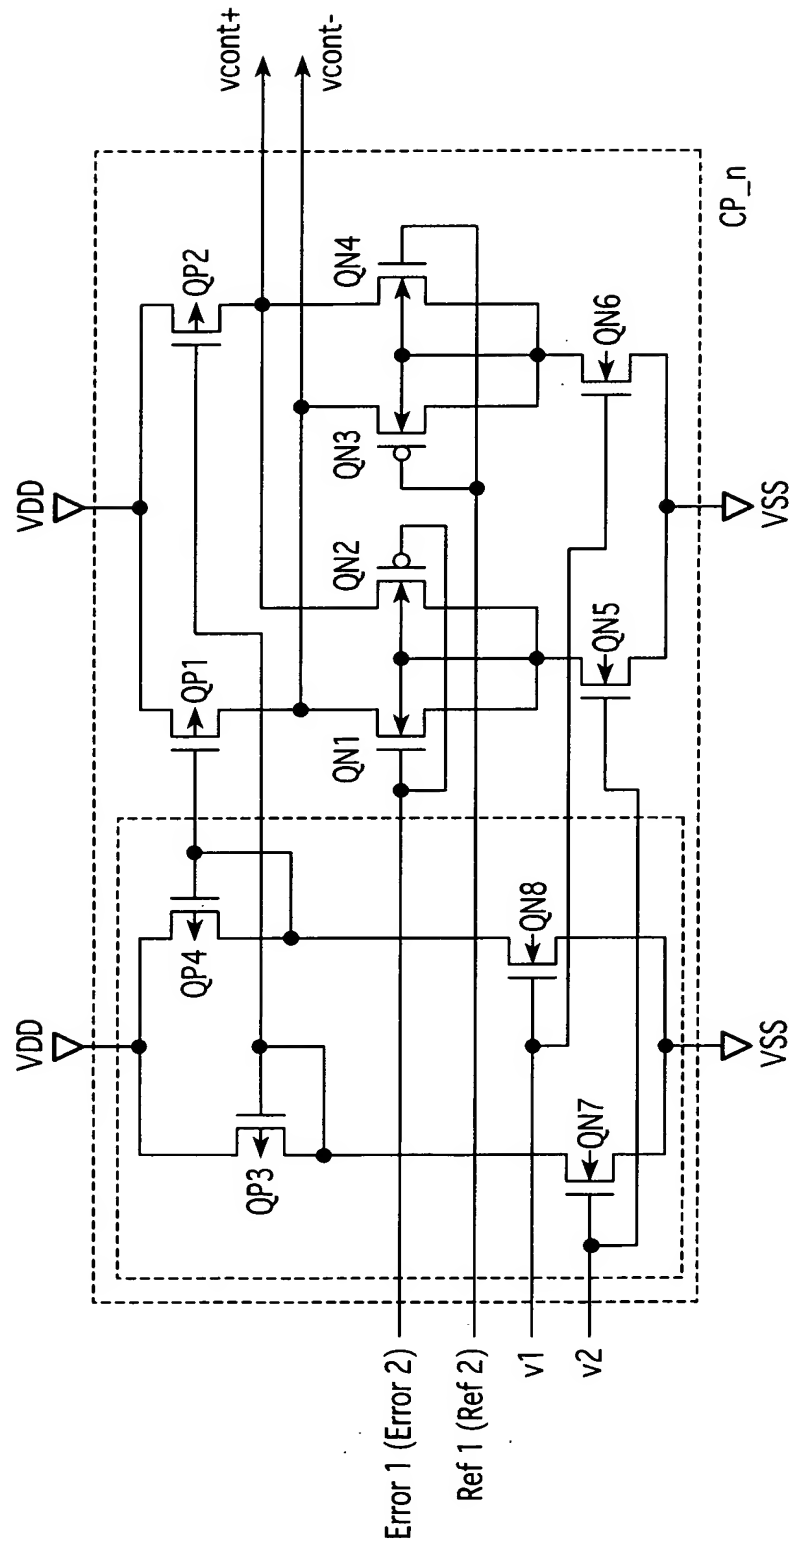 vcont+
vcont-
CP_n
VDD
QP2
QN4
QN3
QN6
VSS
QP1
QN2
QN1
QN5
VDD
QP4
QN8
QP3
QN7
VSS
Error 1 (Error 2)
Ref 1 (Ref 2)
v1
v2